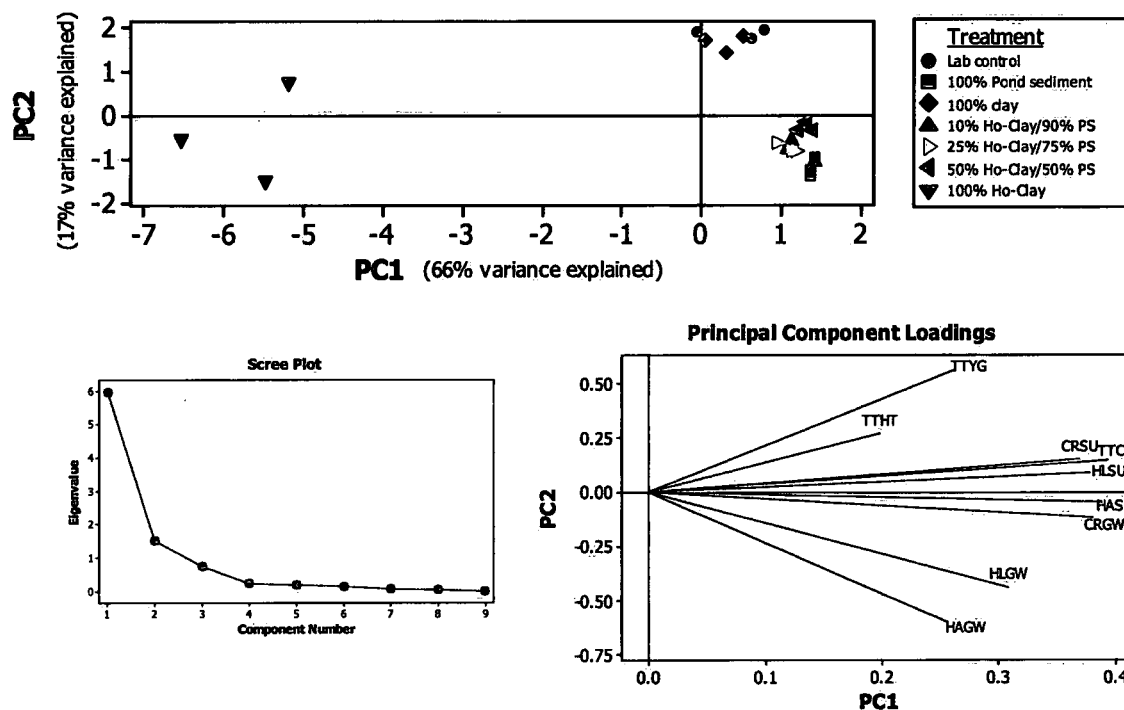 2
1
0
-1
-2
PC2
(17% variance explained)
-7 -6 -5 -4 -3 -2 -1 0 1 2
PC1 (66% variance explained)
Treatment
Lab control
100% Pond sediment
100% clay
10% Ho-Clay/90% PS
25% Ho-Clay/75% PS
50% Ho-Clay/50% PS
100% Ho-Clay
Scree Plot
6
5
4
3
2
1
0
Eigenvalue
1 2 3 4 5 6 7 8 9
Component Number
Principal Component Loadings
0.50
0.25
0.00
-0.25
-0.50
-0.75
PC2
TTYG
TTHT
CRSU TTC
HLSU
HAS
CRGW
HLGW
HAGW
0.0 0.1 0.2 0.3 0.4
PC1